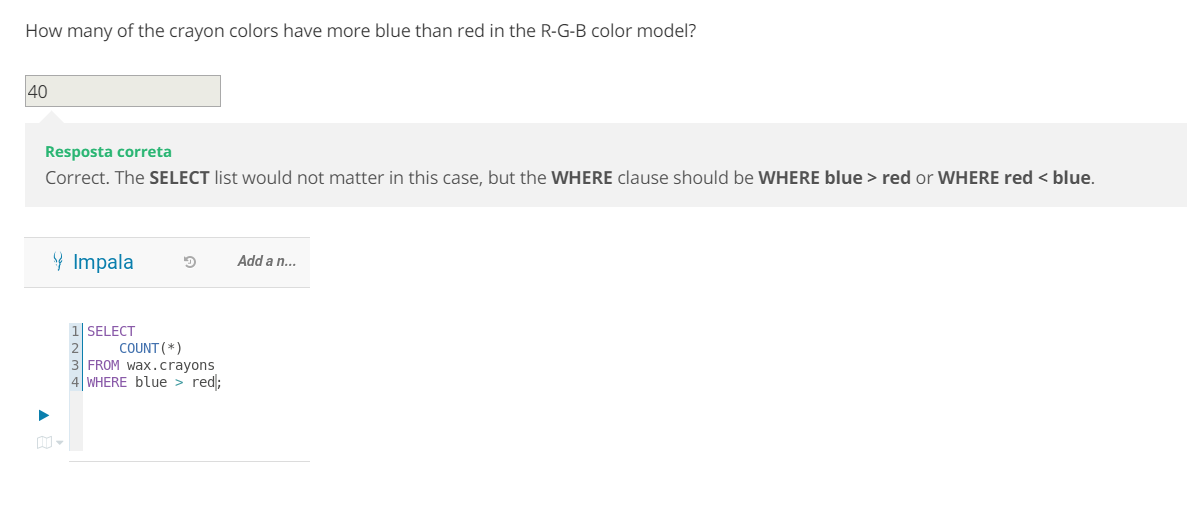 How many of the crayon colors have more blue than red in the R-G-B color model?
40
Resposta correta
Correct. The SELECT list would not matter in this case, but the WHERE clause should be WHERE blue > red or WHERE red < blue.
Impala Add a n...
1 SELECT
2 COUNT(*)
3 FROM wax.crayons
4 WHERE blue > red;